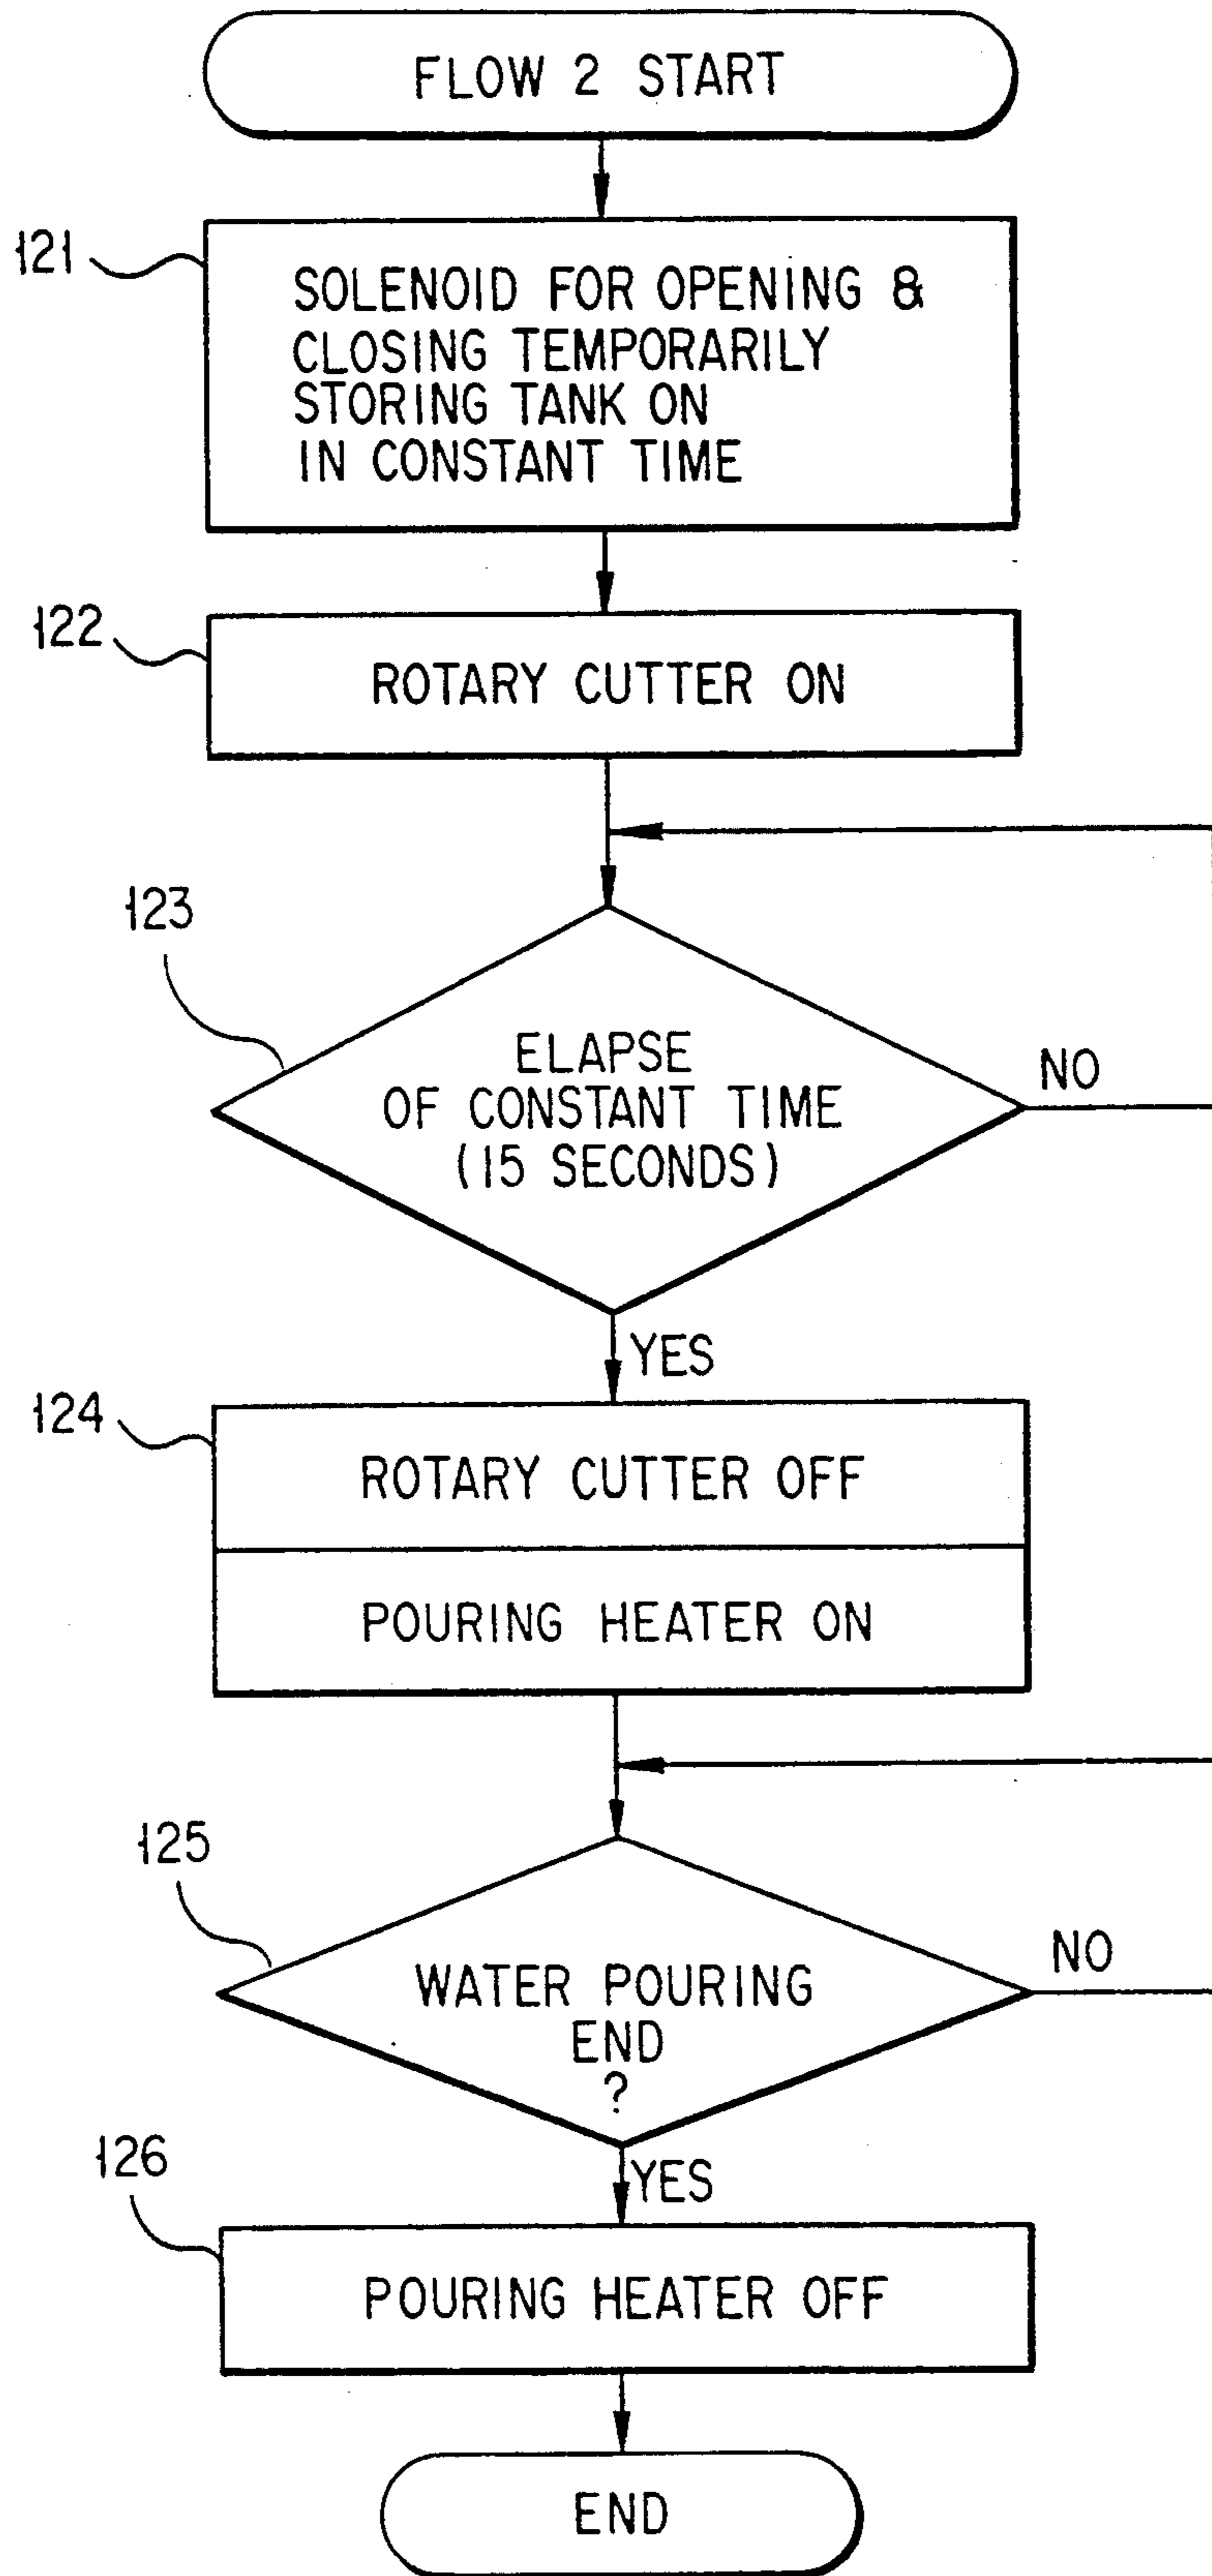 FLOW 2 START
121
SOLENOID FOR OPENING &
CLOSING TEMPORARILY
STORING TANK ON
IN CONSTANT TIME
122
ROTARY CUTTER ON
123
ELAPSE
OF CONSTANT TIME
(15 SECONDS)
NO
YES
124
ROTARY CUTTER OFF
POURING HEATER ON
125
WATER POURING
END
?
NO
YES
126
POURING HEATER OFF
END